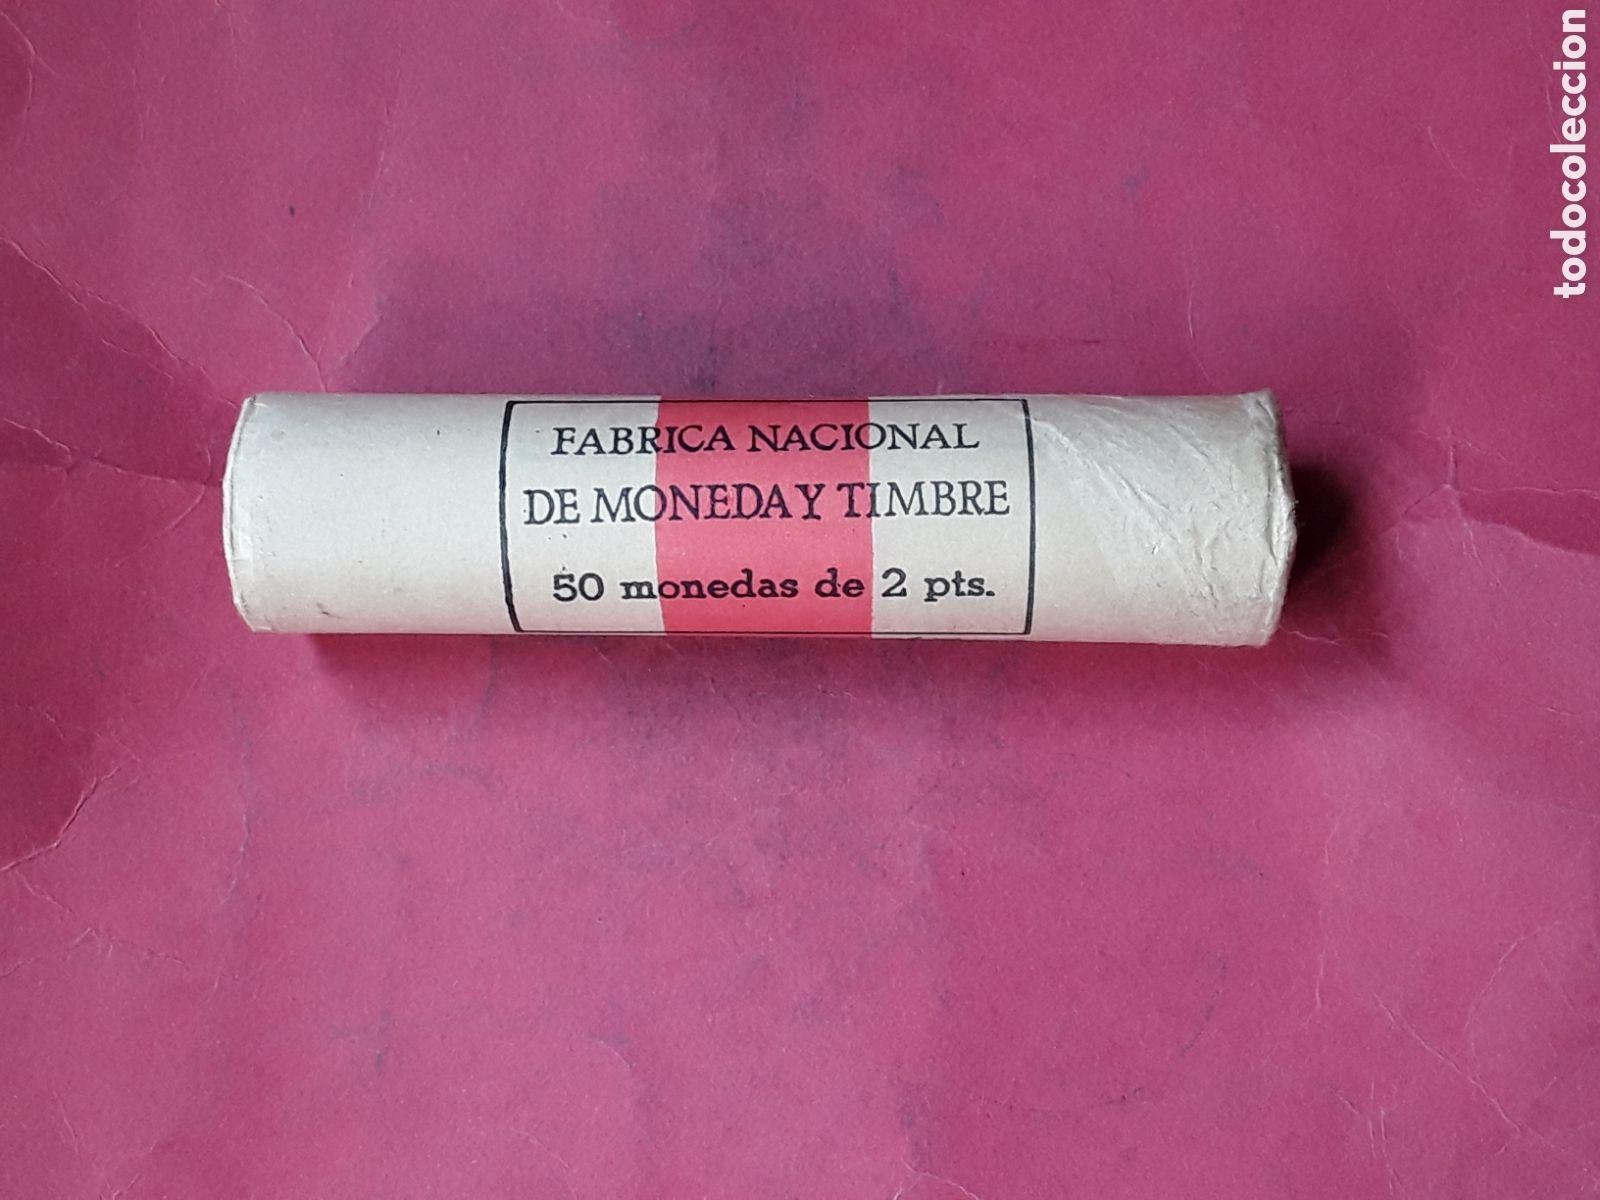 FABRICA NACIONAL
DE MONEDA Y TIMBRE
50 monedas de 2 pts.
todocoleccion